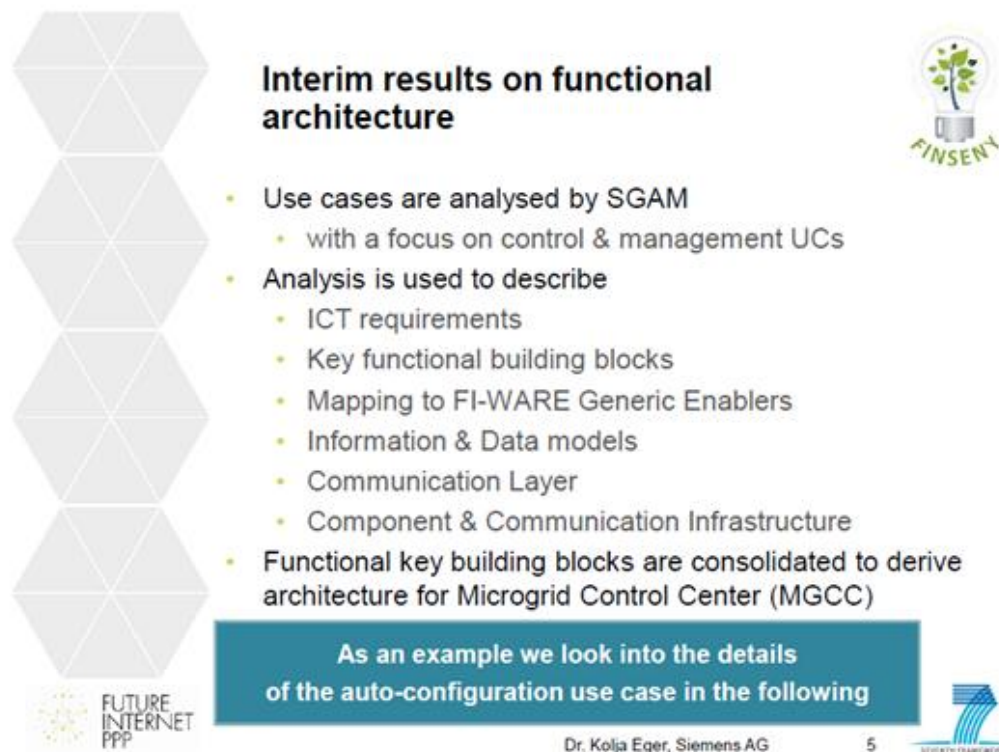 Interim results on functional
architecture
FINSENY
• Use cases are analysed by SGAM
• with a focus on control & management UCs
• Analysis is used to describe
• ICT requirements
• Key functional building blocks
• Mapping to FI-WARE Generic Enablers
• Information & Data models
• Communication Layer
• Component & Communication Infrastructure
• Functional key building blocks are consolidated to derive
architecture for Microgrid Control Center (MGCC)
As an example we look into the details
of the auto-configuration use case in the following
FUTURE
INTERNET
PPP
Dr. Kolja Eger, Siemens AG
5
SEVENTH FRAMEWORK